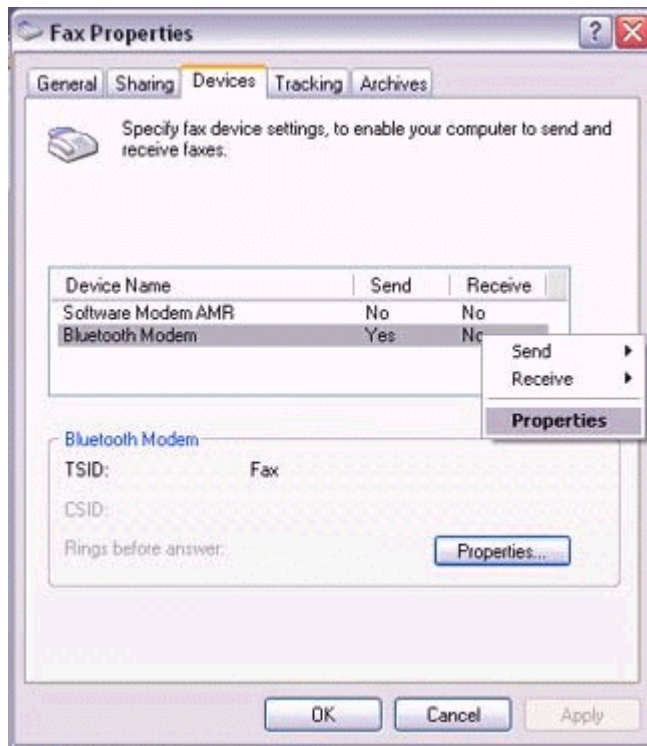 Fax Properties
General Sharing Devices Tracking Archives
Specify fax device settings, to enable your computer to send and
receive faxes.
Device Name Send Receive
Software Modem AMR No No
Bluetooth Modem Yes No
Send
Receive
Properties
Bluetooth Modem
TSID: Fax
CSID:
Rings before answer: Properties...
OK Cancel Apply